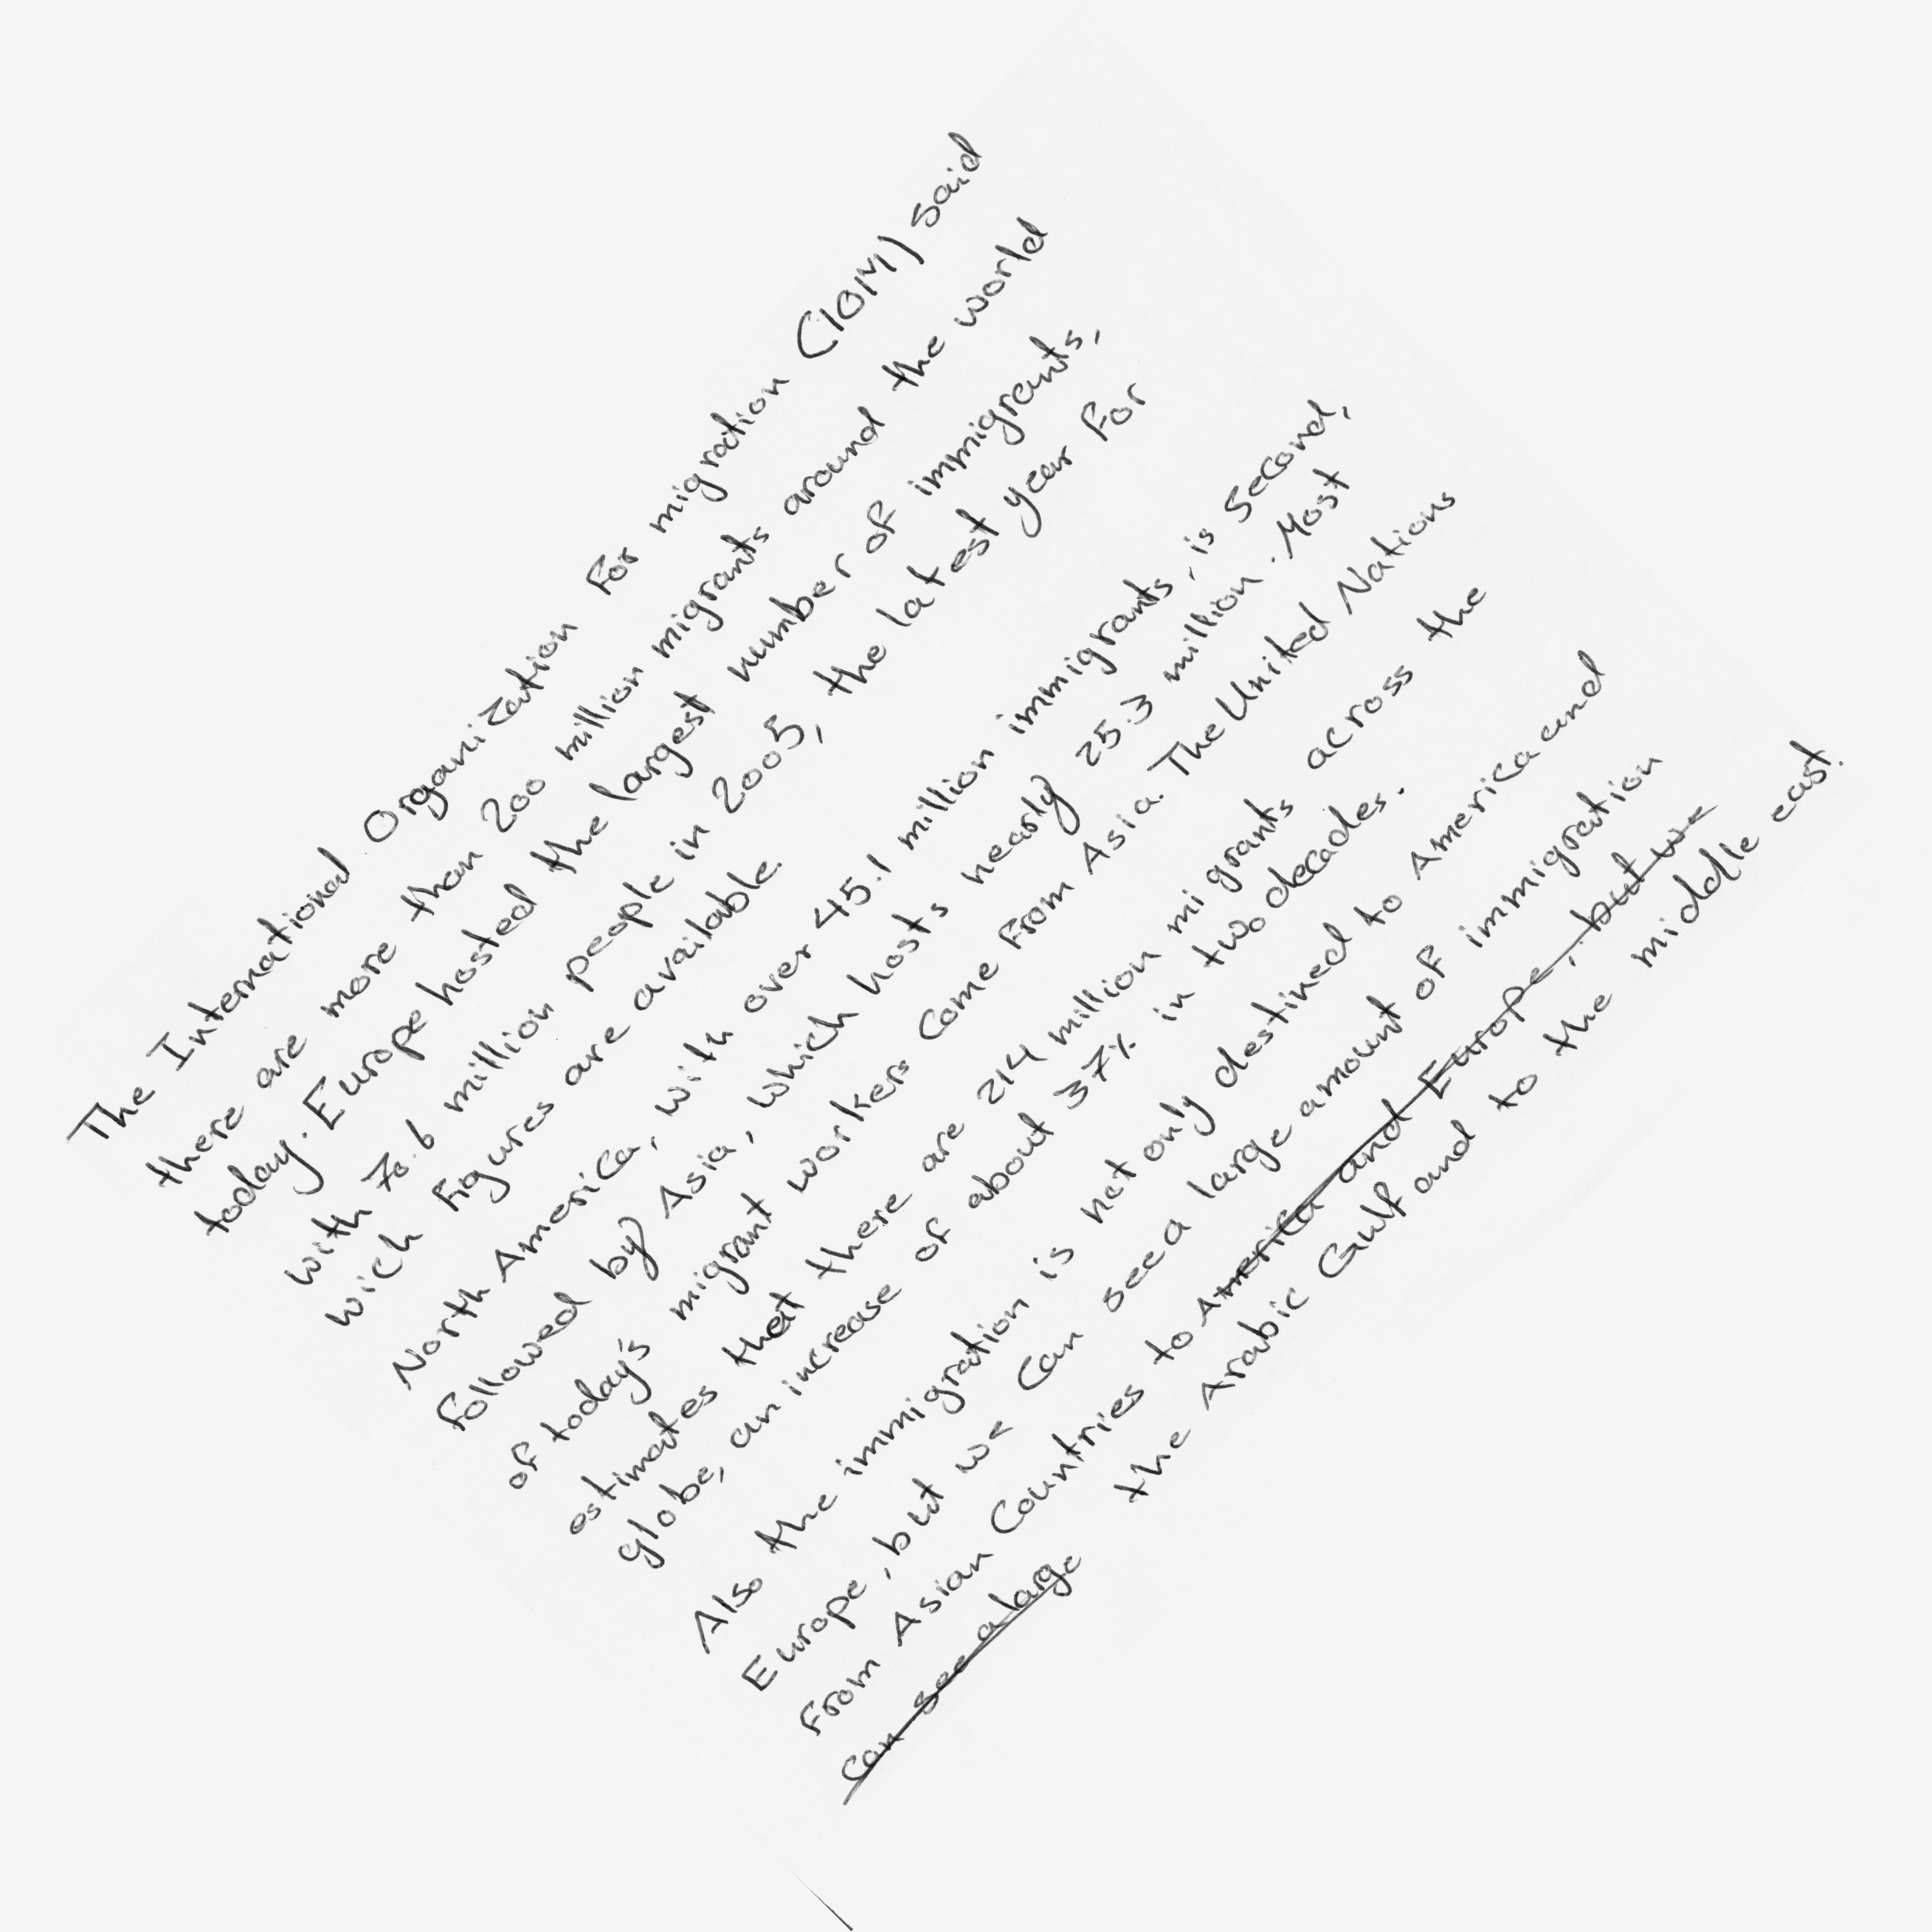 The International Organization For migration (IOM) said
there are more than 200 million migrants around the world
today. Europe hosted the largest number of immigrants,
with 70.6 million people in 2005, the latest year For
wich Figures are available.
North America, with over 45.1 million immigrants, is second,
Followed by Asia, which hosts nearly 25.3 million. Most
of today's migrant workers come From Asia. The United Nations
estimates that there are 214 million migrants across the
globe, an increase of about 37% in two decades.
Also the immigration is not only destined to America and
Europe, but we can see a large amount of immigration
From Asian Countries to America and Europe, but we
can see a large the Arabic Gulf and to the middle east.